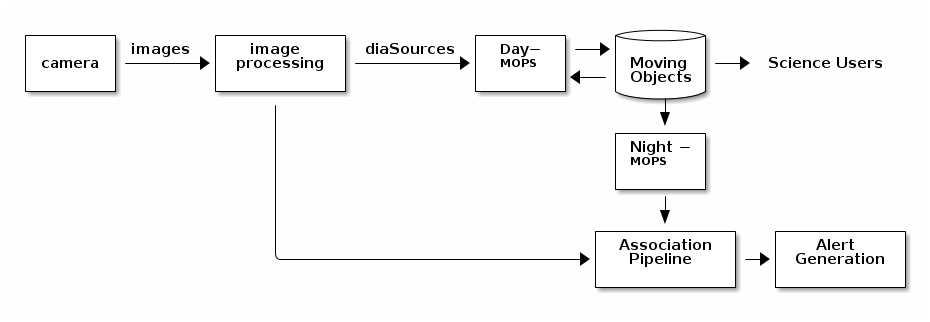 camera
images
image
processing
diaSources
Day–
MOPS
Moving
Objects
Science Users
Night –
MOPS
Association
Pipeline
Alert
Generation